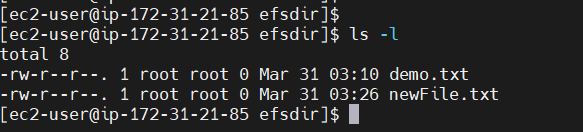 [ec2-user@ip-172-31-21-85 efsdir]$
[ec2-user@ip-172-31-21-85 efsdir]$ ls -l
total 8
-rw-r--r--. 1 root root 0 Mar 31 03:10 demo.txt
-rw-r--r--. 1 root root 0 Mar 31 03:26 newFile.txt
[ec2-user@ip-172-31-21-85 efsdir]$